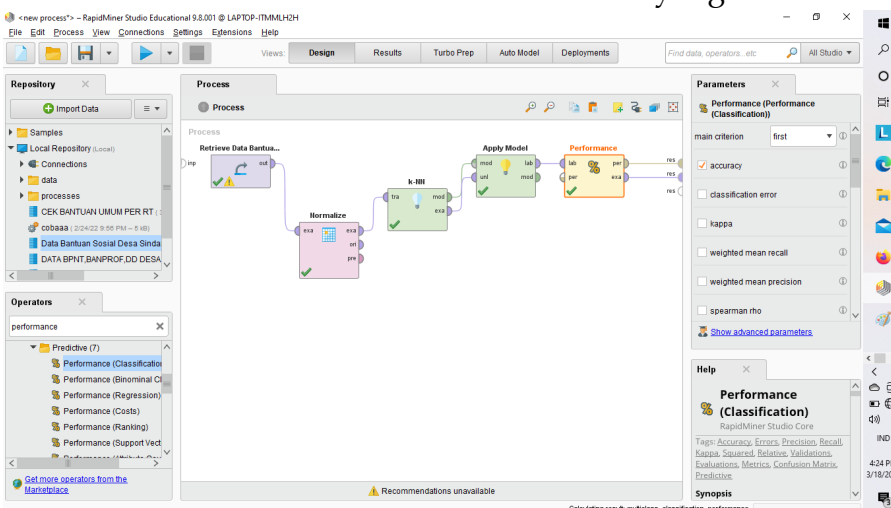 <new process*> – RapidMiner Studio Educational 9.8.001 @ LAPTOP-ITMMLH2H
File Edit Process View Connections Settings Extensions Help
Views: Design Results Turbo Prep Auto Model Deployments
Find data, operators...etc
All Studio
Repository
Import Data
Samples
Local Repository (Local)
Connections
data
processes
CEK BANTUAN UMUM PER RT
cobaaa (2/24/22 9:56 PM – 5 kB)
Data Bantuan Sosial Desa Sinda
DATA BPNT,BANPROF,DD DESA
Operators
performance
Predictive (7)
Performance (Classification
Performance (Binominal Cl
Performance (Regression)
Performance (Costs)
Performance (Ranking)
Performance (Support Vect
Get more operators from the
Marketplace
Process
Process
Process
Retrieve Data Bantua...
inp
out
Normalize
exa exa
ori
pre
k-NN
tra mod
exa
Apply Model
mod lab
unl mod
Performance
lab per
per exa
res
res
res
Recommendations unavailable
Parameters
Performance (Performance
(Classification))
main criterion first
accuracy
classification error
kappa
weighted mean recall
weighted mean precision
spearman rho
Show advanced parameters
Help
Performance
(Classification)
RapidMiner Studio Core
Tags: Accuracy, Errors, Precision, Recall,
Kappa, Squared, Relative, Validations,
Evaluations, Metrics, Confusion Matrix,
Predictive
Synopsis
L
IND
4:24 P
3/18/20